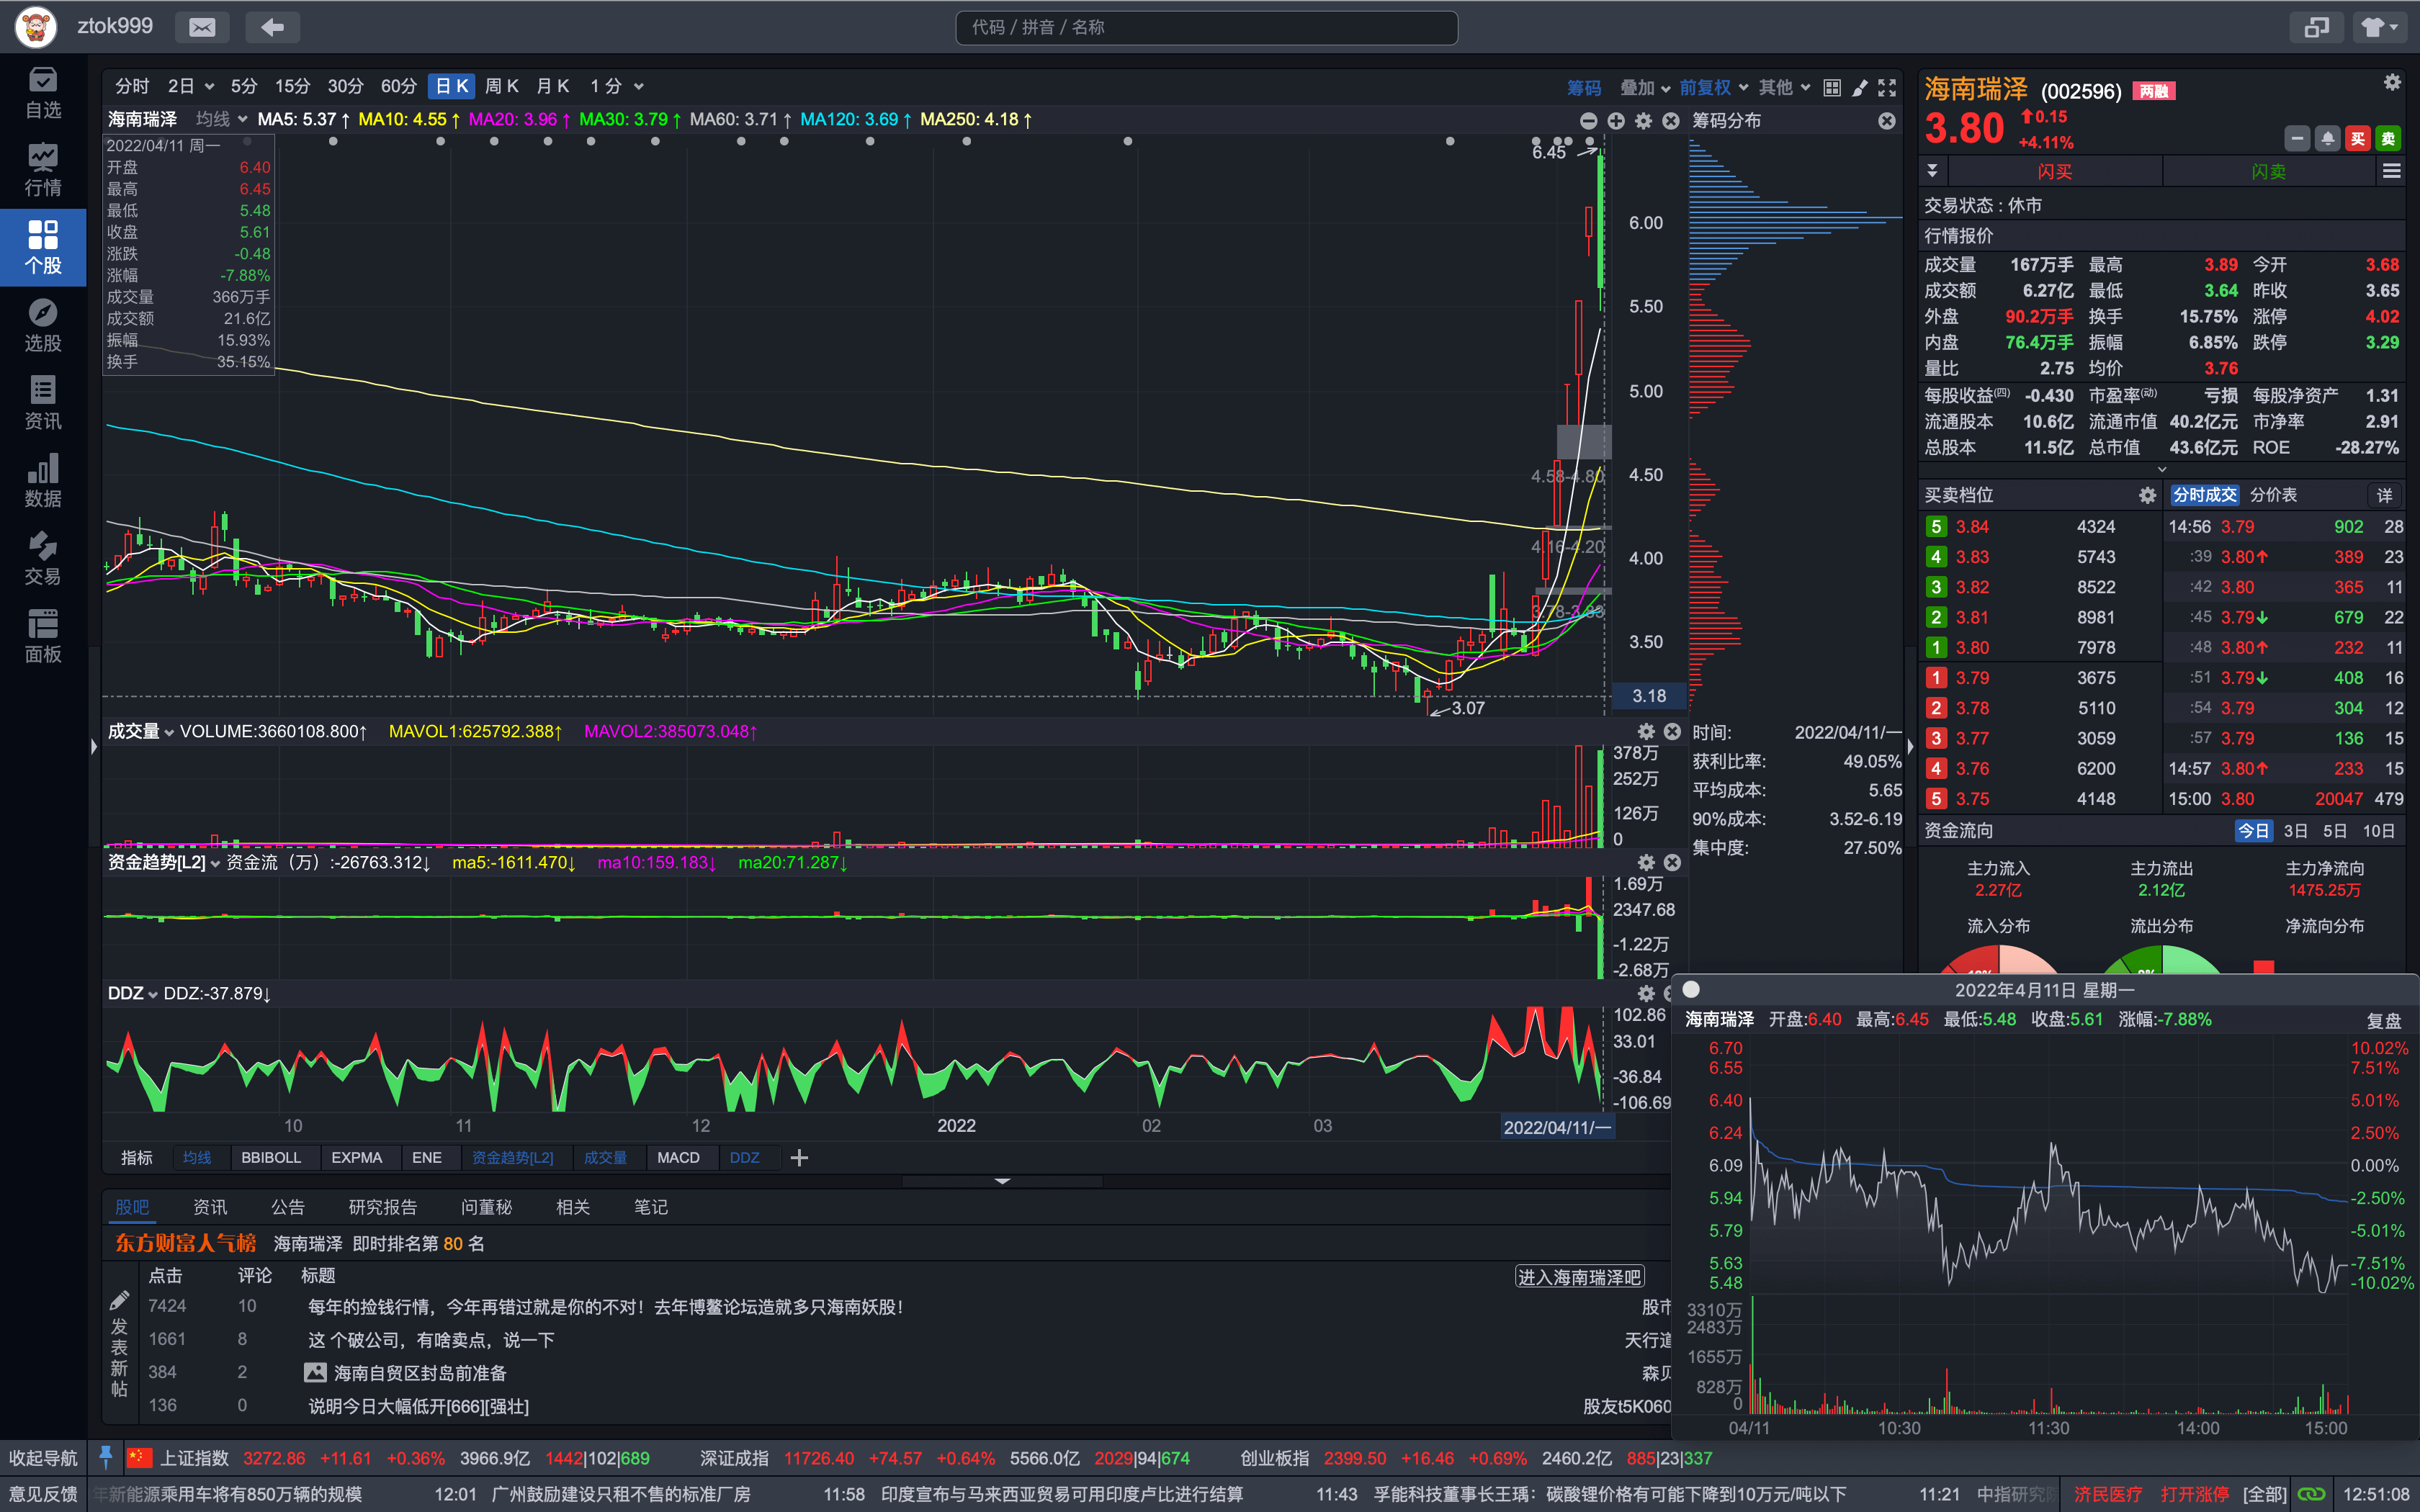 ztok999
代码 / 拼音 / 名称
自选
行情
个股
选股
资讯
数据
交易
面板
分时 2日 5分 15分 30分 60分 日K 周K 月K 1分
筹码 叠加 前复权 其他
海南瑞泽 均线 MA5: 5.37↑ MA10: 4.55↑ MA20: 3.96↑ MA30: 3.79↑ MA60: 3.71↑ MA120: 3.69↑ MA250: 4.18↑
筹码分布
2022/04/11 周一
开盘 6.40
最高 6.45
最低 5.48
收盘 5.61
涨跌 -0.48
涨幅 -7.88%
成交量 366万手
成交额 21.6亿
振幅 15.93%
换手 35.15%
6.45
6.00
5.50
5.00
4.50
4.00
3.50
3.18
4.58-4.80
4.16-4.20
3.78-3.83
3.07
成交量 VOLUME:3660108.800↑ MAVOL1:625792.388↑ MAVOL2:385073.048↑
378万
252万
126万
0
时间: 2022/04/11/一
获利比率: 49.05%
平均成本: 5.65
90%成本: 3.52-6.19
集中度: 27.50%
资金趋势[L2] 资金流（万）:-26763.312↓ ma5:-1611.470↓ ma10:159.183↓ ma20:71.287↓
1.69万
2347.68
-1.22万
-2.68万
DDZ DDZ:-37.879↓
102.86
33.01
-36.84
-106.69
10 11 12 2022 02 03 2022/04/11/一
指标 均线 BBIBOLL EXPMA ENE 资金趋势[L2] 成交量 MACD DDZ
股吧 资讯 公告 研究报告 问董秘 相关 笔记
东方财富人气榜 海南瑞泽 即时排名第 80 名
点击 评论 标题 进入海南瑞泽吧
发表新帖
7424 10 每年的捡钱行情，今年再错过就是你的不对！去年博鳌论坛造就多只海南妖股！ 股市
1661 8 这 个破公司，有啥卖点，说一下 天行道
384 2 海南自贸区封岛前准备 森贝
136 0 说明今日大幅低开[666][强壮] 股友t5K060
海南瑞泽 (002596) 两融
3.80 ↑0.15
+4.11%
买 卖
闪买 闪卖
交易状态 : 休市
行情报价
成交量 167万手 最高 3.89 今开 3.68
成交额 6.27亿 最低 3.64 昨收 3.65
外盘 90.2万手 换手 15.75% 涨停 4.02
内盘 76.4万手 振幅 6.85% 跌停 3.29
量比 2.75 均价 3.76
每股收益(四) -0.430 市盈率(动) 亏损 每股净资产 1.31
流通股本 10.6亿 流通市值 40.2亿元 市净率 2.91
总股本 11.5亿 总市值 43.6亿元 ROE -28.27%
买卖档位 分时成交 分价表 详
5 3.84 4324 14:56 3.79 902 28
4 3.83 5743 :39 3.80↑ 389 23
3 3.82 8522 :42 3.80 365 11
2 3.81 8981 :45 3.79↓ 679 22
1 3.80 7978 :48 3.80↑ 232 11
1 3.79 3675 :51 3.79↓ 408 16
2 3.78 5110 :54 3.79 304 12
3 3.77 3059 :57 3.79 136 15
4 3.76 6200 14:57 3.80↑ 233 15
5 3.75 4148 15:00 3.80 20047 479
资金流向 今日 3日 5日 10日
主力流入 主力流出 主力净流向
2.27亿 2.12亿 1475.25万
流入分布 流出分布 净流向分布
2022年4月11日 星期一
海南瑞泽 开盘:6.40 最高:6.45 最低:5.48 收盘:5.61 涨幅:-7.88% 复盘
6.70 10.02%
6.55 7.51%
6.40 5.01%
6.24 2.50%
6.09 0.00%
5.94 -2.50%
5.79 -5.01%
5.63 -7.51%
5.48 -10.02%
3310万
2483万
1655万
828万
0
04/11 10:30 11:30 14:00 15:00
收起导航 上证指数 3272.86 +11.61 +0.36% 3966.9亿 1442|102|689 深证成指 11726.40 +74.57 +0.64% 5566.0亿 2029|94|674 创业板指 2399.50 +16.46 +0.69% 2460.2亿 885|23|337
意见反馈 年新能源乘用车将有850万辆的规模 12:01 广州鼓励建设只租不售的标准厂房 11:58 印度宣布与马来西亚贸易可用印度卢比进行结算 11:43 孚能科技董事长王瑀：碳酸锂价格有可能下降到10万元/吨以下 11:21 中指研究院 济民医疗 打开涨停 [全部] 12:51:08